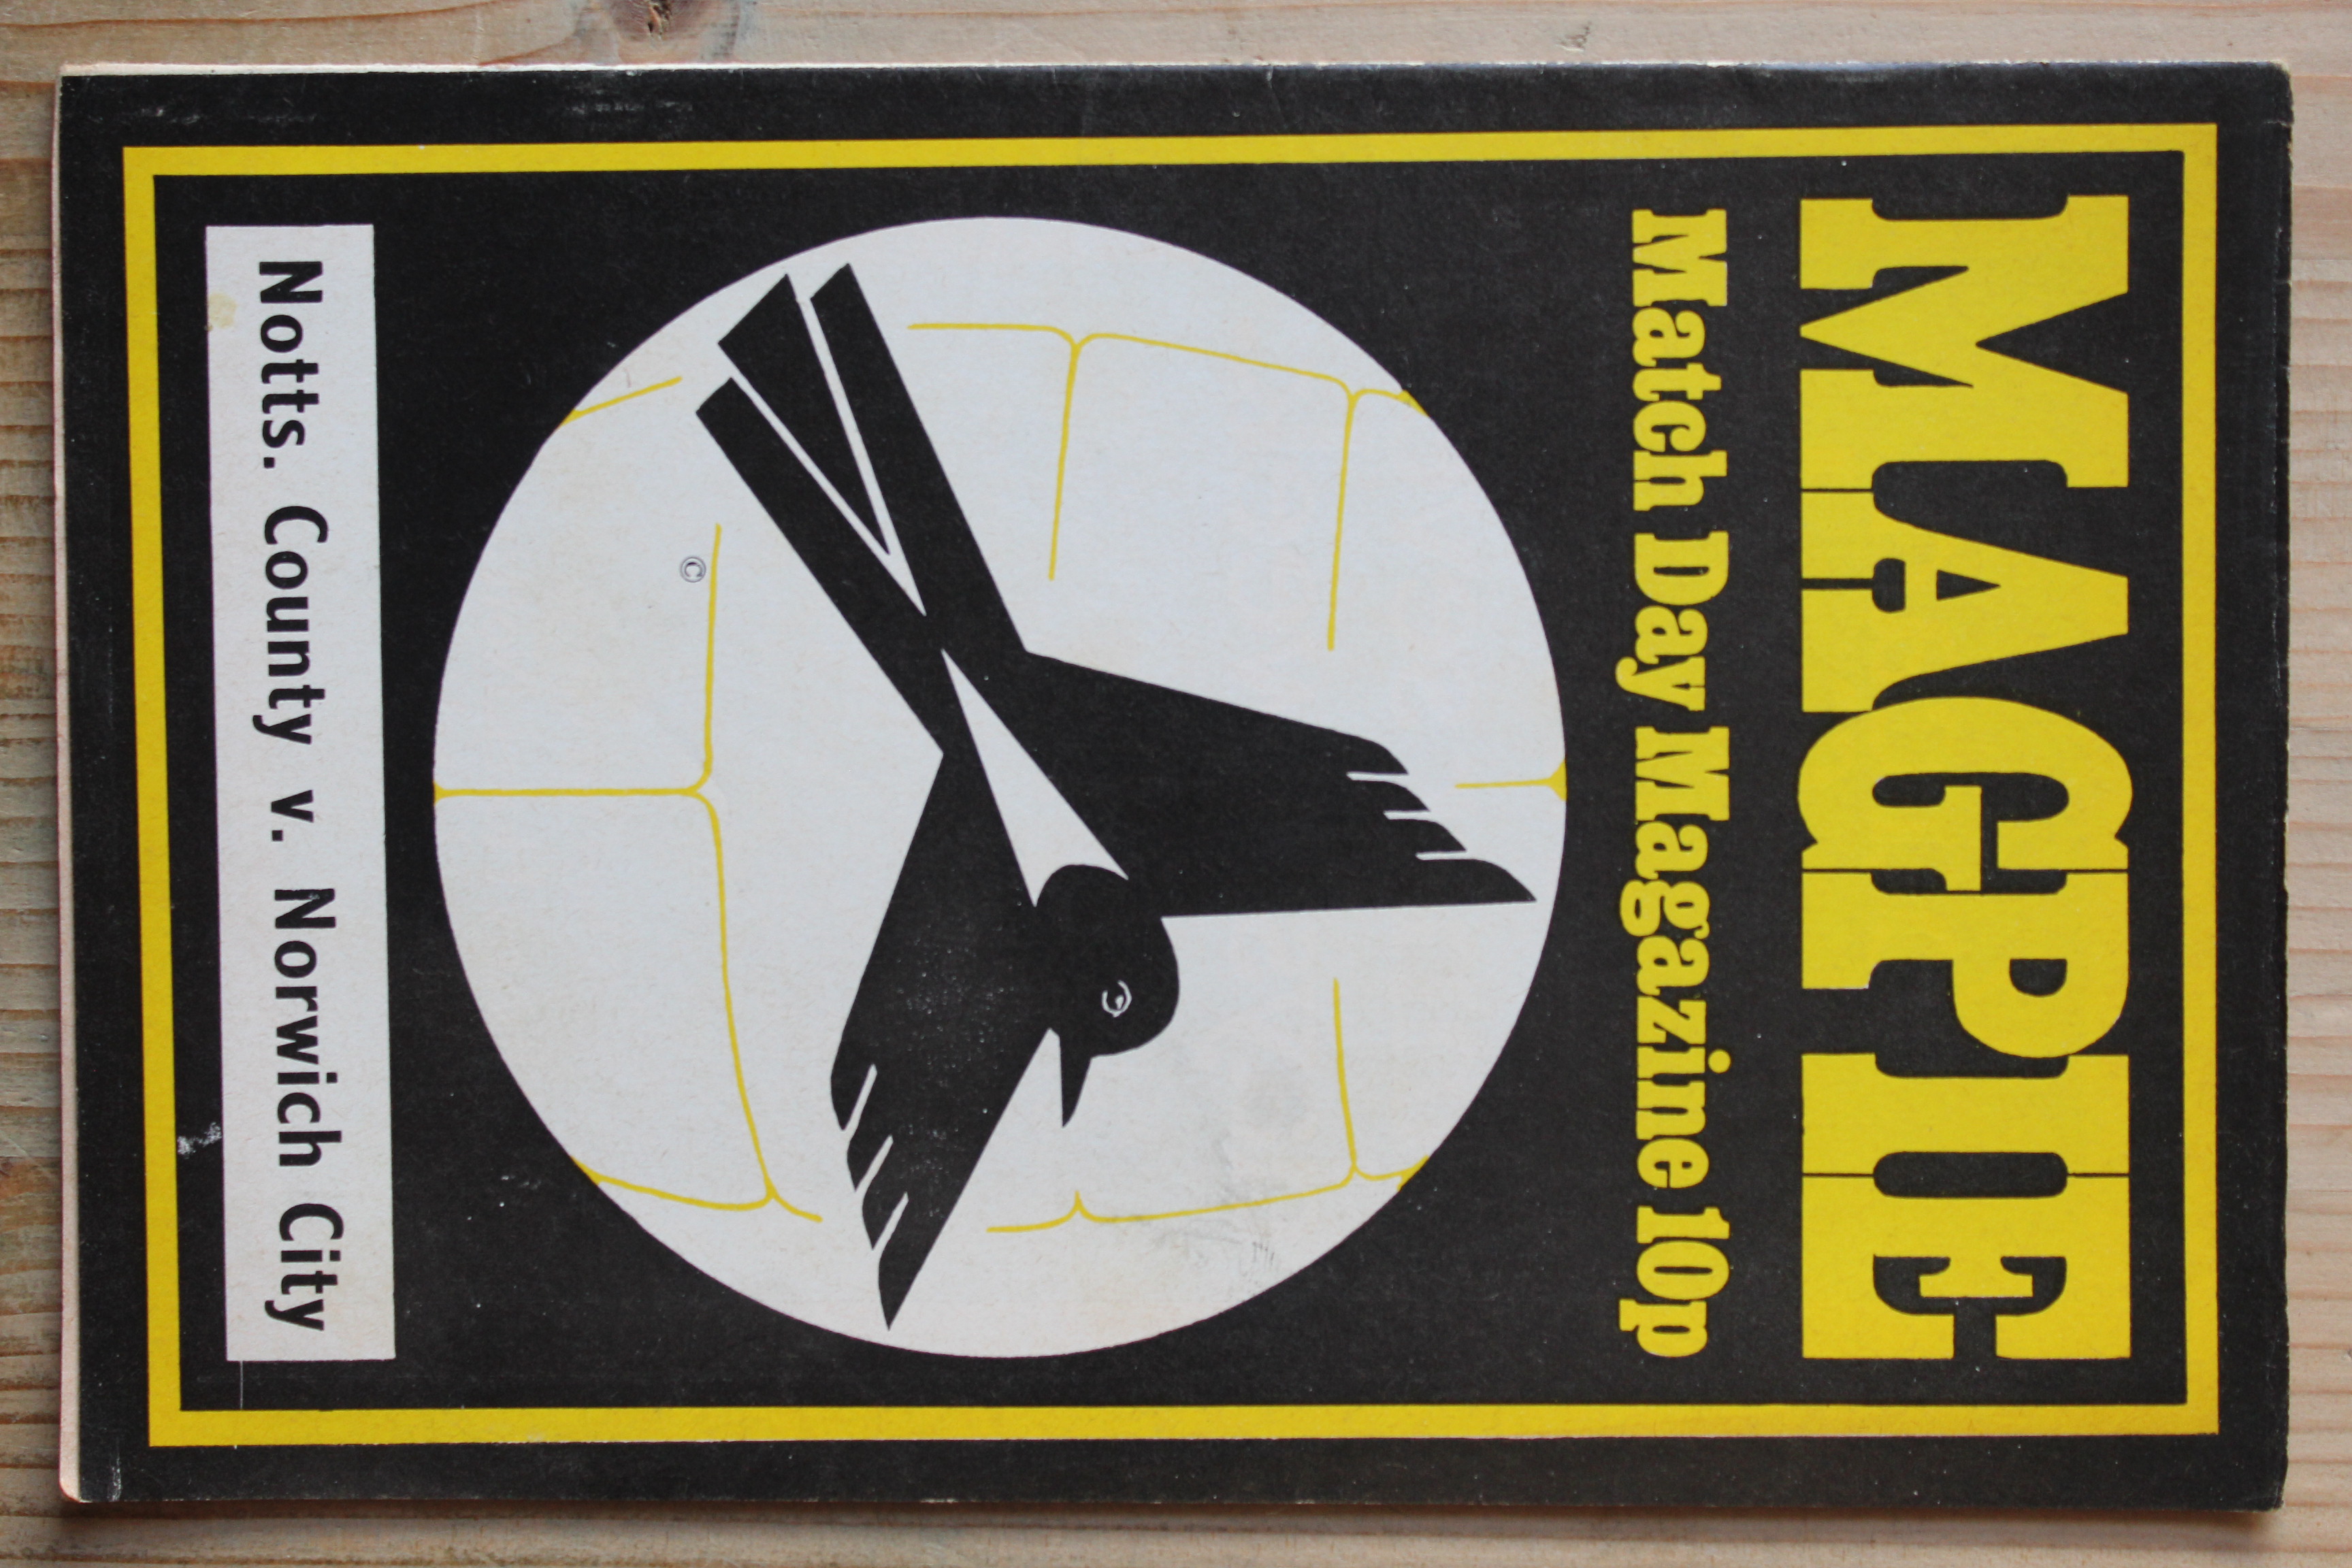 MAGPIE
Match Day Magazine 10p
©
Notts. County v. Norwich City